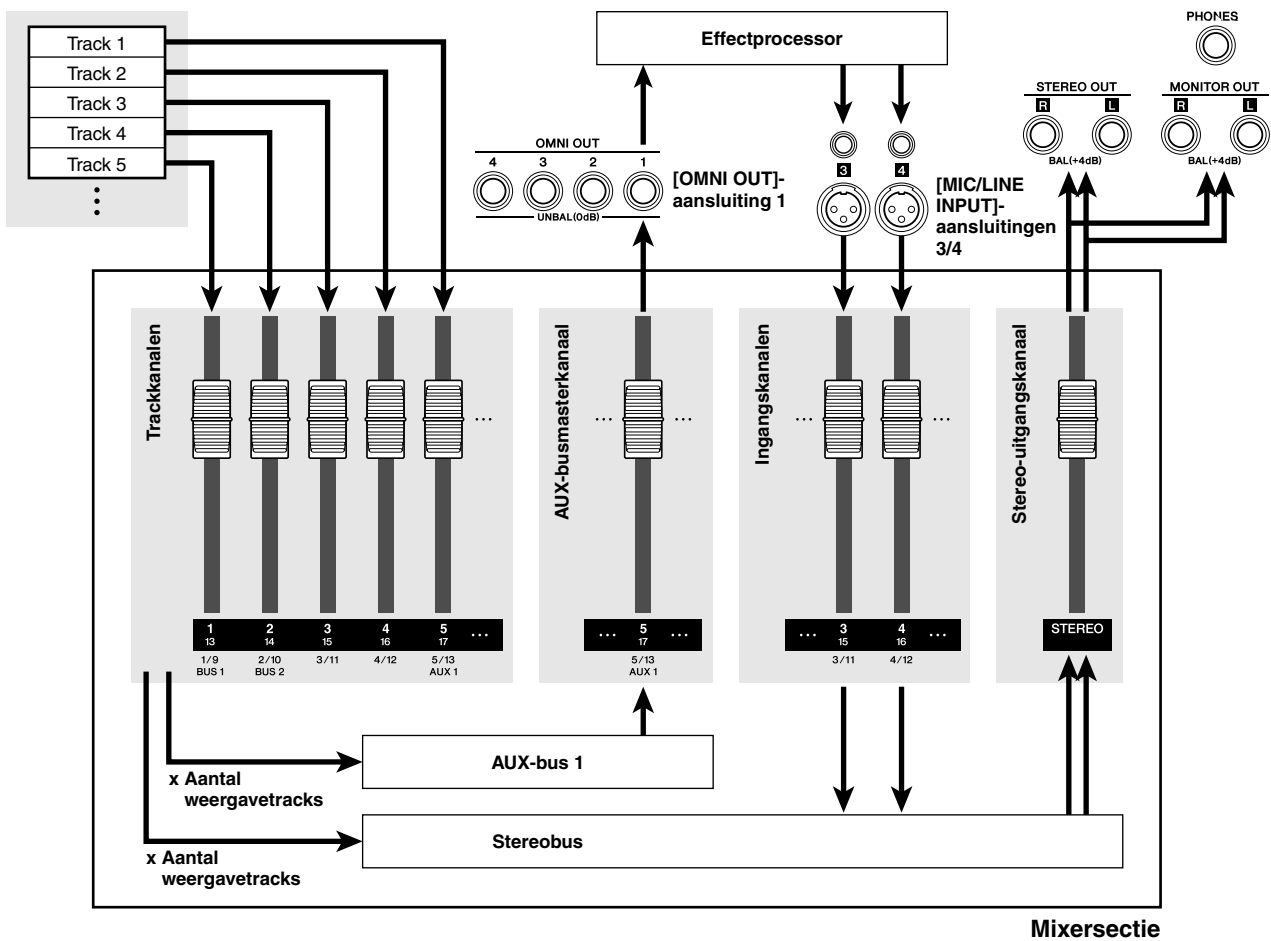 Track 1
Track 2
Track 3
Track 4
Track 5
Effectprocessor
PHONES
STEREO OUT
R L
BAL(+4dB)
MONITOR OUT
R L
BAL(+4dB)
OMNI OUT
4 3 2 1
UNBAL(0dB)
[OMNI OUT]-
aansluiting 1
3 4
[MIC/LINE
INPUT]-
aansluitingen
3/4
Trackkanalen
1 2 3 4 5 ...
13 14 15 16 17
1/9 2/10 3/11 4/12 5/13
BUS 1 BUS 2 AUX 1
AUX-busmasterkanaal
... 5 ...
17
5/13
AUX 1
Ingangskanalen
... 3 4 ...
15 16
3/11 4/12
Stereo-uitgangskanaal
STEREO
AUX-bus 1
x Aantal
weergavetracks
Stereobus
x Aantal
weergavetracks
Mixersectie